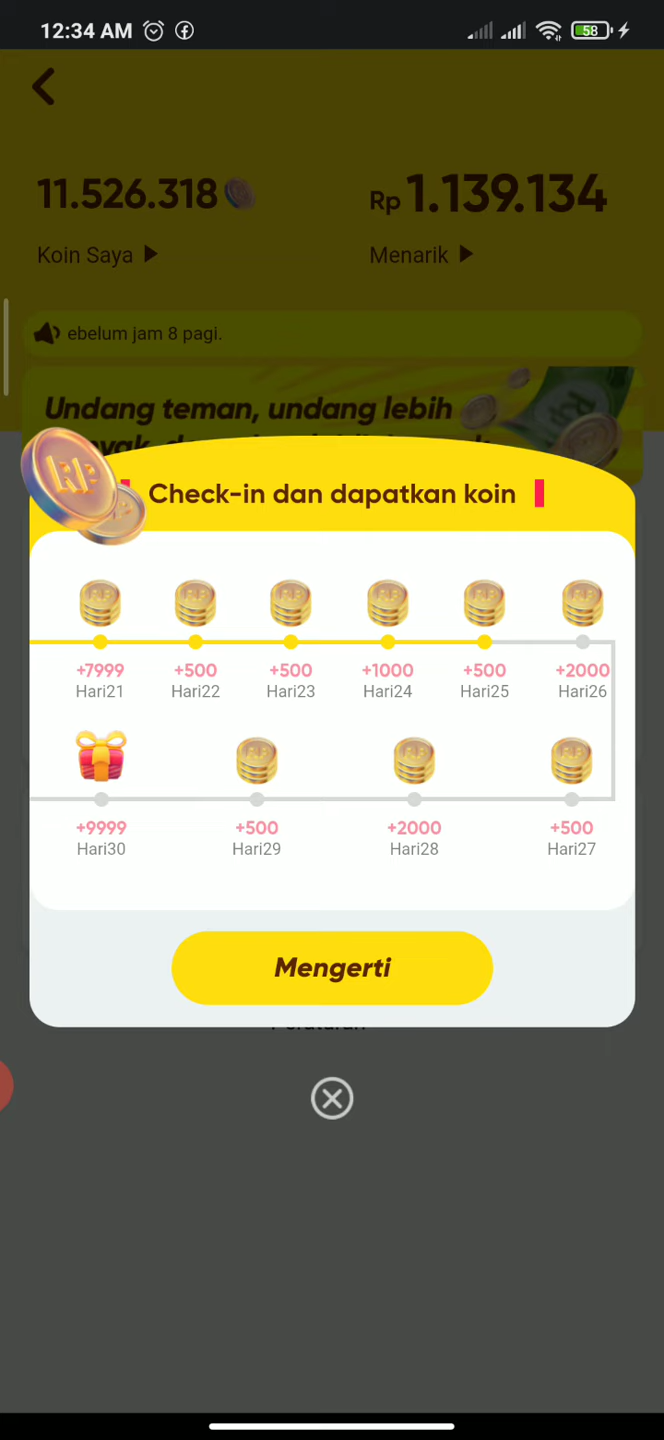 12:34 AM
58
11.526.318
Rp 1.139.134
Koin Saya
Menarik
ebelum jam 8 pagi.
Undang teman, undang lebih
Check-in dan dapatkan koin
+7999 +500 +500 +1000 +500 +2000
Hari21 Hari22 Hari23 Hari24 Hari25 Hari26
+9999 +500 +2000 +500
Hari30 Hari29 Hari28 Hari27
Mengerti